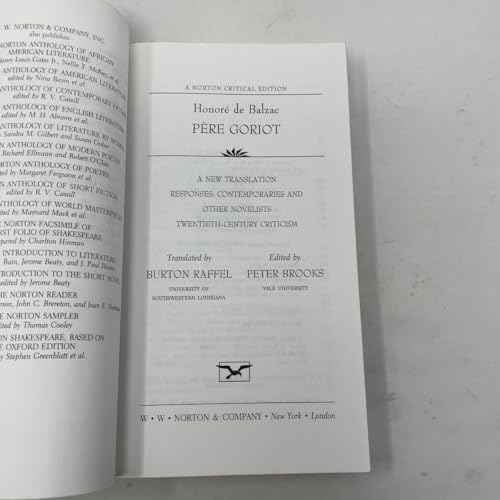 W. W. NORTON & COMPANY, INC.
also publishes
NORTON ANTHOLOGY OF AFRICAN
AMERICAN LITERATURE
Henry Louis Gates Jr., Nellie Y. McKay, et al.
ANTHOLOGY OF AMERICAN LITERATURE
edited by Nina Baym et al.
ANTHOLOGY OF CONTEMPORARY
edited by R. V. Cassill
ANTHOLOGY OF ENGLISH LITERATURE
edited by M. H. Abrams et al.
ANTHOLOGY OF LITERATURE BY WOMEN
Sandra M. Gilbert and Susan Gubar
ANTHOLOGY OF MODERN POETRY
Richard Ellmann and Robert O'Clair
NORTON ANTHOLOGY OF POETRY
edited by Margaret Ferguson et al.
ANTHOLOGY OF SHORT FICTION
edited by R. V. Cassill
ANTHOLOGY OF WORLD MASTERPIECES
edited by Maynard Mack et al.
NORTON FACSIMILE OF
FIRST FOLIO OF SHAKESPEARE
prepared by Charlton Hinman
INTRODUCTION TO LITERATURE
Bain, Jerome Beaty, and J. Paul Hunter
INTRODUCTION TO THE SHORT NOVEL
edited by Jerome Beaty
THE NORTON READER
John C. Brereton, and Joan E. Hartman
THE NORTON SAMPLER
edited by Thomas Cooley
SHAKESPEARE, BASED ON
THE OXFORD EDITION
by Stephen Greenblatt et al.
A NORTON CRITICAL EDITION
Honoré de Balzac
PÈRE GORIOT
A NEW TRANSLATION
RESPONSES: CONTEMPORARIES AND
OTHER NOVELISTS
TWENTIETH-CENTURY CRITICISM
Translated by
BURTON RAFFEL
UNIVERSITY OF
SOUTHWESTERN LOUISIANA
Edited by
PETER BROOKS
YALE UNIVERSITY
W • W • NORTON & COMPANY • New York • London